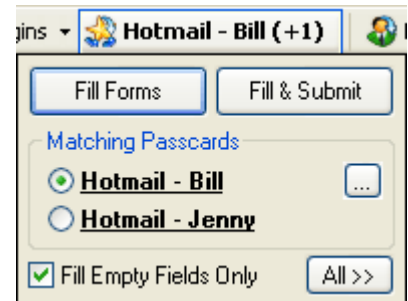 gins Hotmail - Bill (+1)
Fill Forms Fill & Submit
Matching Passcards
Hotmail - Bill ...
Hotmail - Jenny
Fill Empty Fields Only All >>